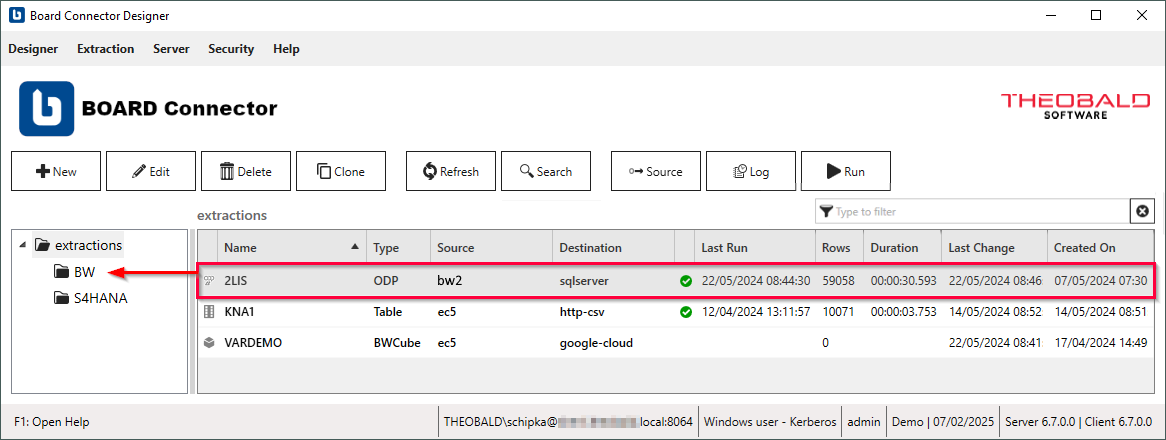 Board Connector Designer
Designer Extraction Server Security Help
BOARD Connector
THEOBALD
SOFTWARE
New Edit Delete Clone Refresh Search Source Log Run
extractions Type to filter
extractions
BW
S4HANA
Name Type Source Destination Last Run Rows Duration Last Change Created On
2LIS ODP bw2 sqlserver 22/05/2024 08:44:30 59058 00:00:30.593 22/05/2024 08:46: 07/05/2024 07:30
KNA1 Table ec5 http-csv 12/04/2024 13:11:57 10071 00:00:03.753 14/05/2024 08:52: 14/05/2024 08:51
VARDEMO BWCube ec5 google-cloud 0 22/05/2024 08:41: 17/04/2024 14:49
F1: Open Help THEOBALD\schipka@ local:8064 Windows user - Kerberos admin Demo | 07/02/2025 Server 6.7.0.0 | Client 6.7.0.0